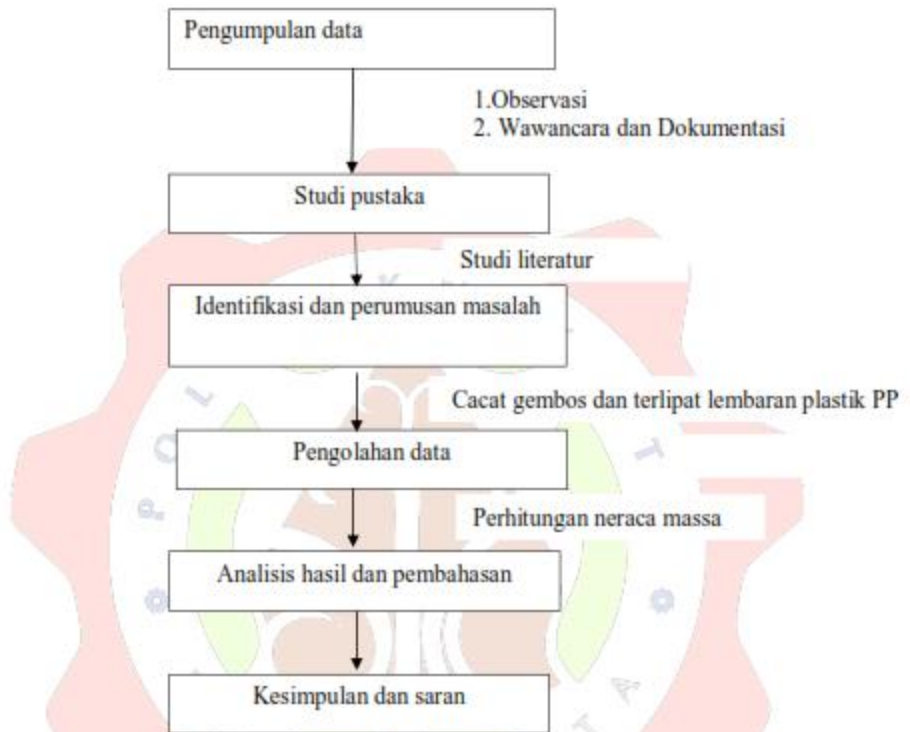 Pengumpulan data
1.Observasi
2. Wawancara dan Dokumentasi
Studi pustaka
Studi literatur
Identifikasi dan perumusan masalah
Cacat gembos dan terlipat lembaran plastik PP
Pengolahan data
Perhitungan neraca massa
Analisis hasil dan pembahasan
Kesimpulan dan saran